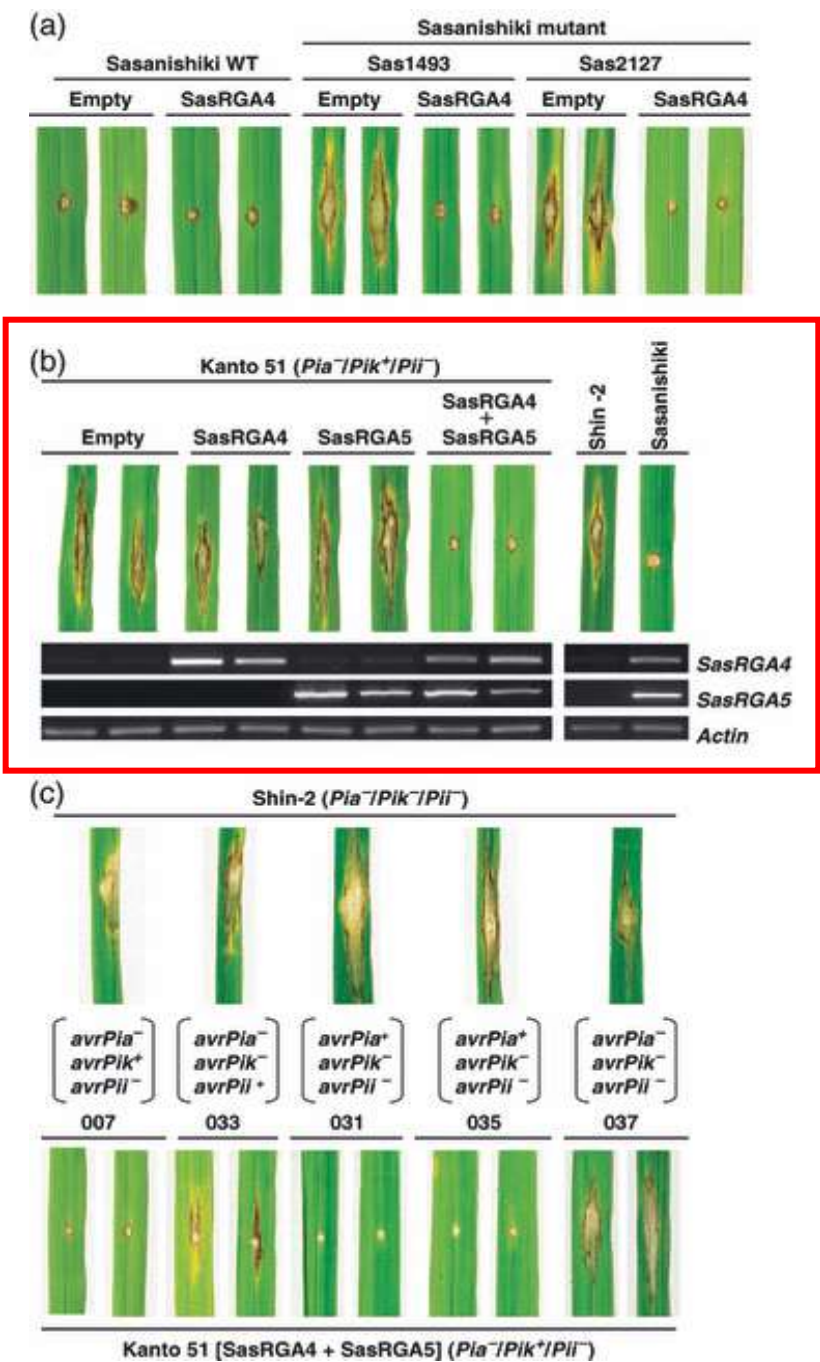 (a)
Sasanishiki mutant
Sasanishiki WT Sas1493 Sas2127
Empty SasRGA4 Empty SasRGA4 Empty SasRGA4
(b)
Kanto 51 (Pia⁻/Pik⁺/Pii⁻)
Shin -2
Sasanishiki
Empty SasRGA4 SasRGA5 SasRGA4 + SasRGA5
SasRGA4
SasRGA5
Actin
(c)
Shin-2 (Pia⁻/Pik⁻/Pii⁻)
avrPia⁻ avrPia⁻ avrPia⁺ avrPia⁺ avrPia⁻
avrPik⁺ avrPik⁻ avrPik⁻ avrPik⁻ avrPik⁻
avrPii⁻ avrPii⁺ avrPii⁻ avrPii⁻ avrPii⁻
007 033 031 035 037
Kanto 51 [SasRGA4 + SasRGA5] (Pia⁻/Pik⁺/Pii⁻)